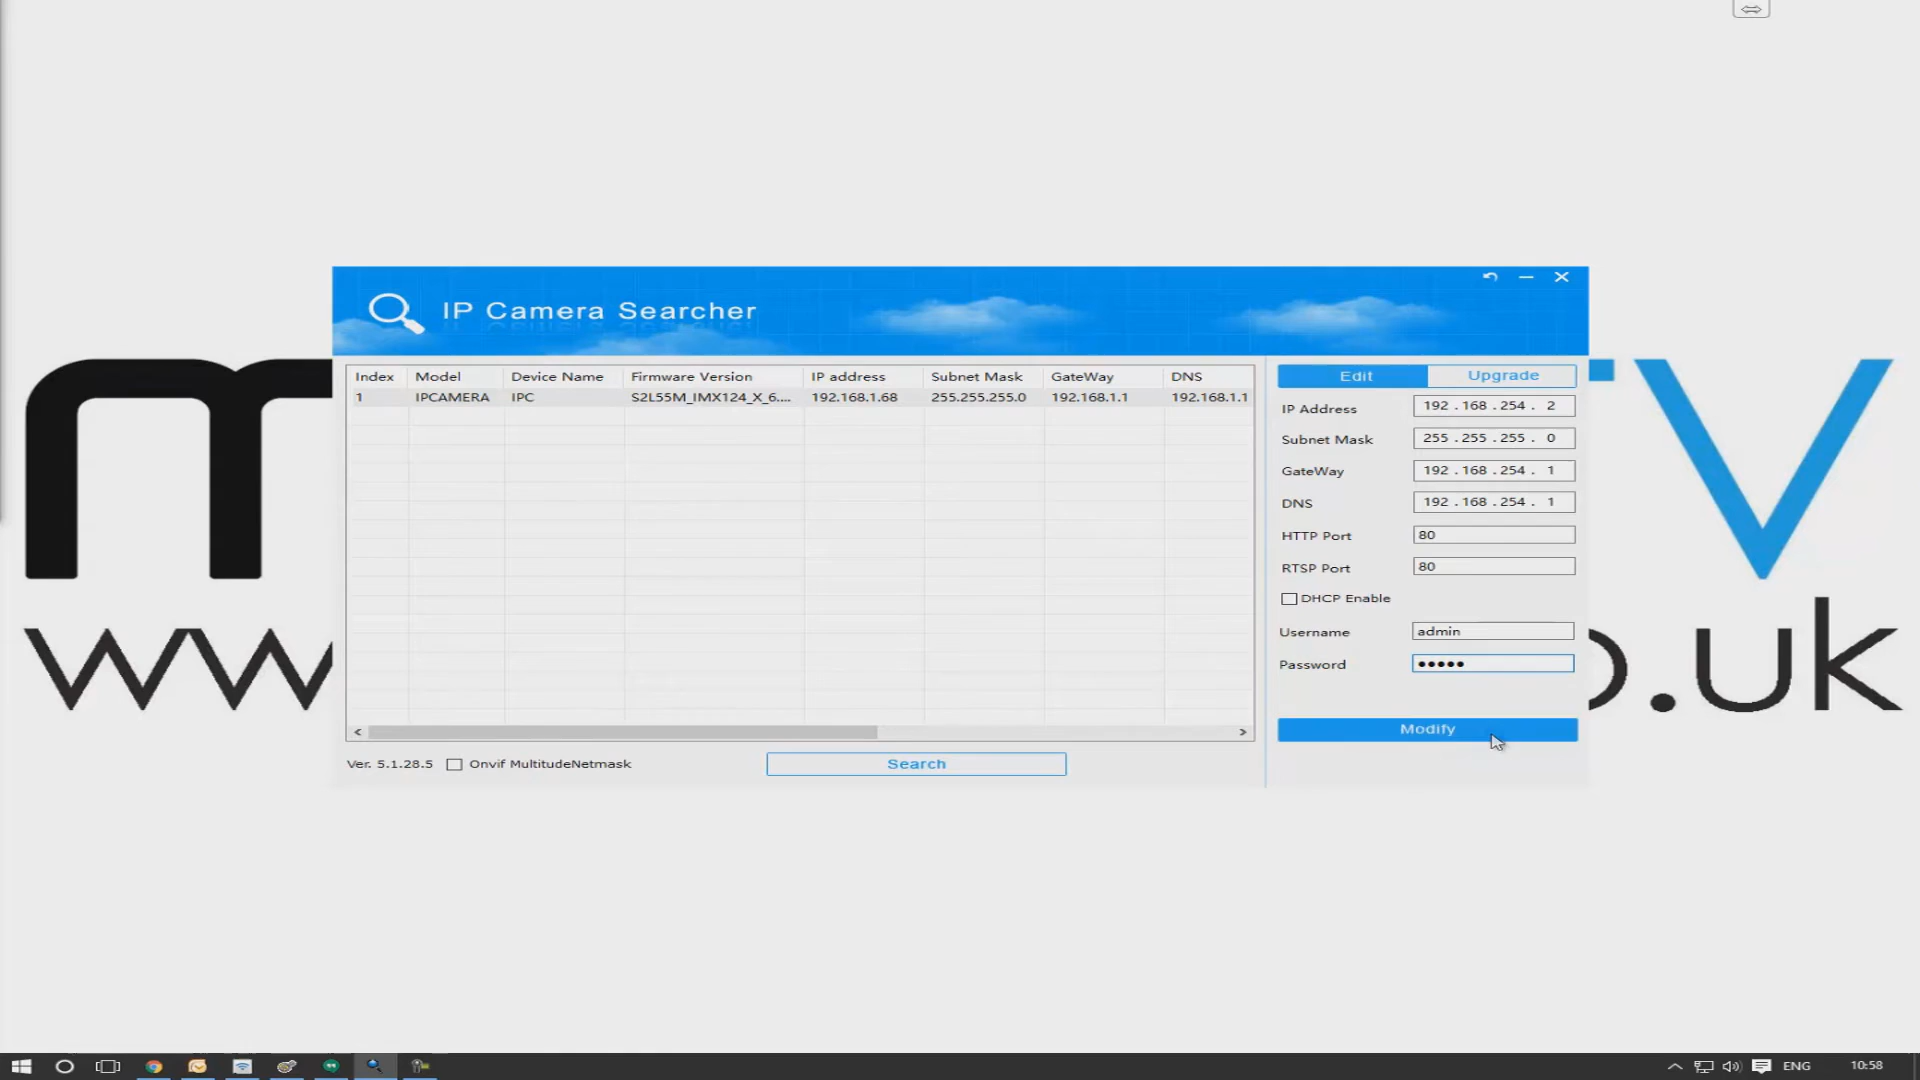 IP Camera Searcher
Index Model Device Name Firmware Version IP address Subnet Mask GateWay DNS
1 IPCAMERA IPC S2L55M_IMX124_X_6.... 192.168.1.68 255.255.255.0 192.168.1.1 192.168.1.1
Edit Upgrade
IP Address 192 . 168 . 254 . 2
Subnet Mask 255 . 255 . 255 . 0
GateWay 192 . 168 . 254 . 1
DNS 192 . 168 . 254 . 1
HTTP Port 80
RTSP Port 80
DHCP Enable
Username admin
Password •••••
Modify
Ver. 5.1.28.5 Onvif MultitudeNetmask Search
.uk
ENG 10:58